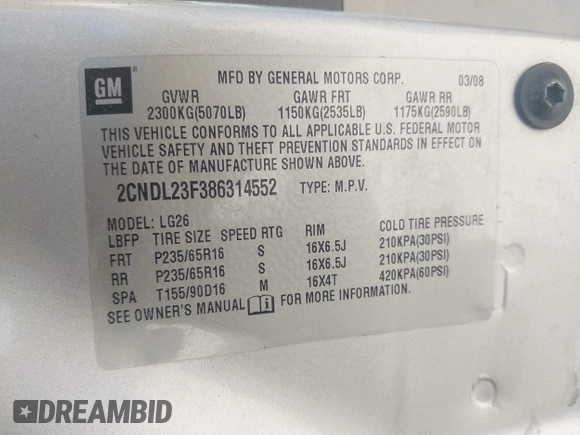 GM
MFD BY GENERAL MOTORS CORP. 03/08
GVWR GAWR FRT GAWR RR
2300KG(5070LB) 1150KG(2535LB) 1175KG(2590LB)
THIS VEHICLE CONFORMS TO ALL APPLICABLE U.S. FEDERAL MOTOR
VEHICLE SAFETY AND THEFT PREVENTION STANDARDS IN EFFECT ON
THE DATE OF MANUFACTURE SHOWN ABOVE.
2CNDL23F386314552 TYPE: M.P.V.
MODEL: LG26
LBFP TIRE SIZE SPEED RTG RIM COLD TIRE PRESSURE
FRT P235/65R16 S 16X6.5J 210KPA(30PSI)
RR P235/65R16 S 16X6.5J 210KPA(30PSI)
SPA T155/90D16 M 16X4T 420KPA(60PSI)
SEE OWNER'S MANUAL FOR MORE INFORMATION.
DREAMBID